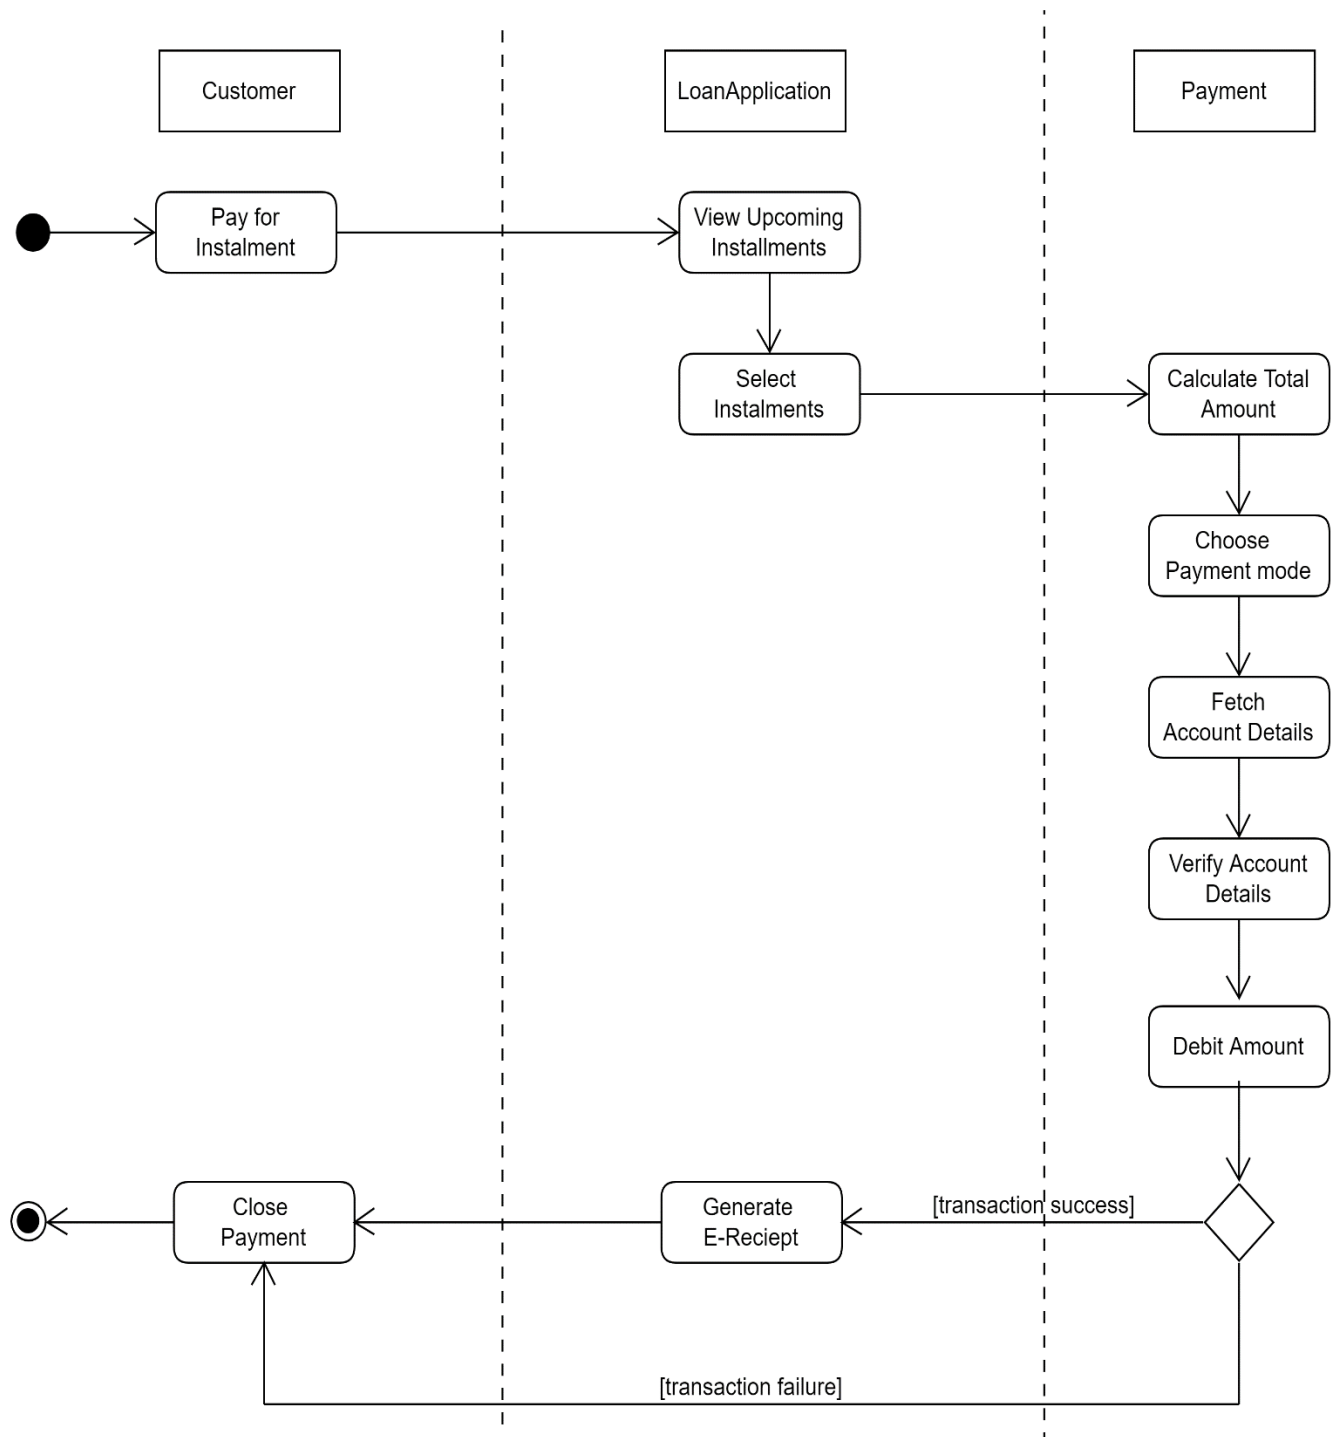 Customer
LoanApplication
Payment
Pay for
Instalment
View Upcoming
Installments
Select
Instalments
Calculate Total
Amount
Choose
Payment mode
Fetch
Account Details
Verify Account
Details
Debit Amount
[transaction success]
Generate
E-Reciept
Close
Payment
[transaction failure]